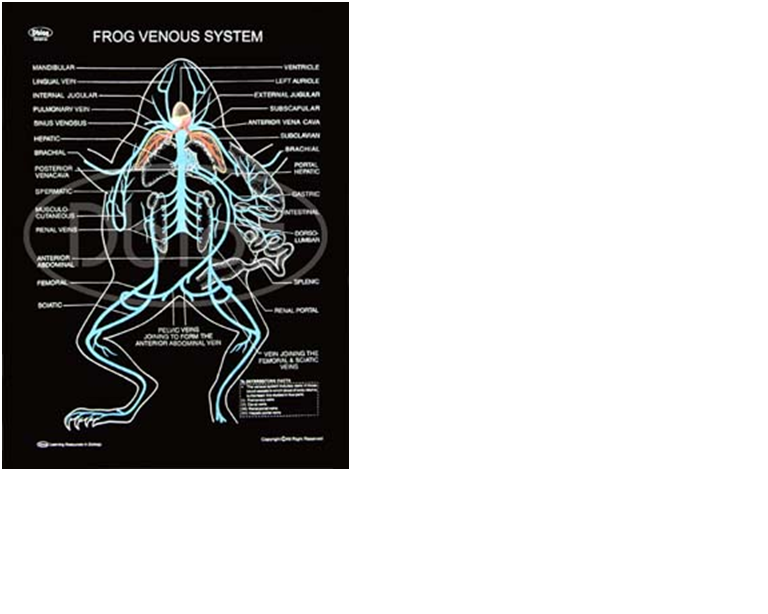 FROG VENOUS SYSTEM
MANDIBULAR
LINGUAL VEIN
INTERNAL JUGULAR
PULMONARY VEIN
SINUS VENOSUS
HEPATIC
BRACHIAL
POSTERIOR
VENACAVA
SPERMATIC
MUSCULO-
CUTANEOUS
RENAL VEINS
ANTERIOR
ABDOMINAL
FEMORAL
SCIATIC
VENTRICLE
LEFT AURICLE
EXTERNAL JUGULAR
SUBSCAPULAR
ANTERIOR VENA CAVA
SUBCLAVIAN
BRACHIAL
PORTAL
HEPATIC
GASTRIC
INTESTINAL
DORSO-
LUMBAR
SPLENIC
RENAL PORTAL
PELVIC VEINS
JOINING TO FORM THE
ANTERIOR ABDOMINAL VEIN
VEIN JOINING THE
FEMORAL & SCIATIC
VEINS
Learning Resources in Zoology
Copyright © All Right Reserved